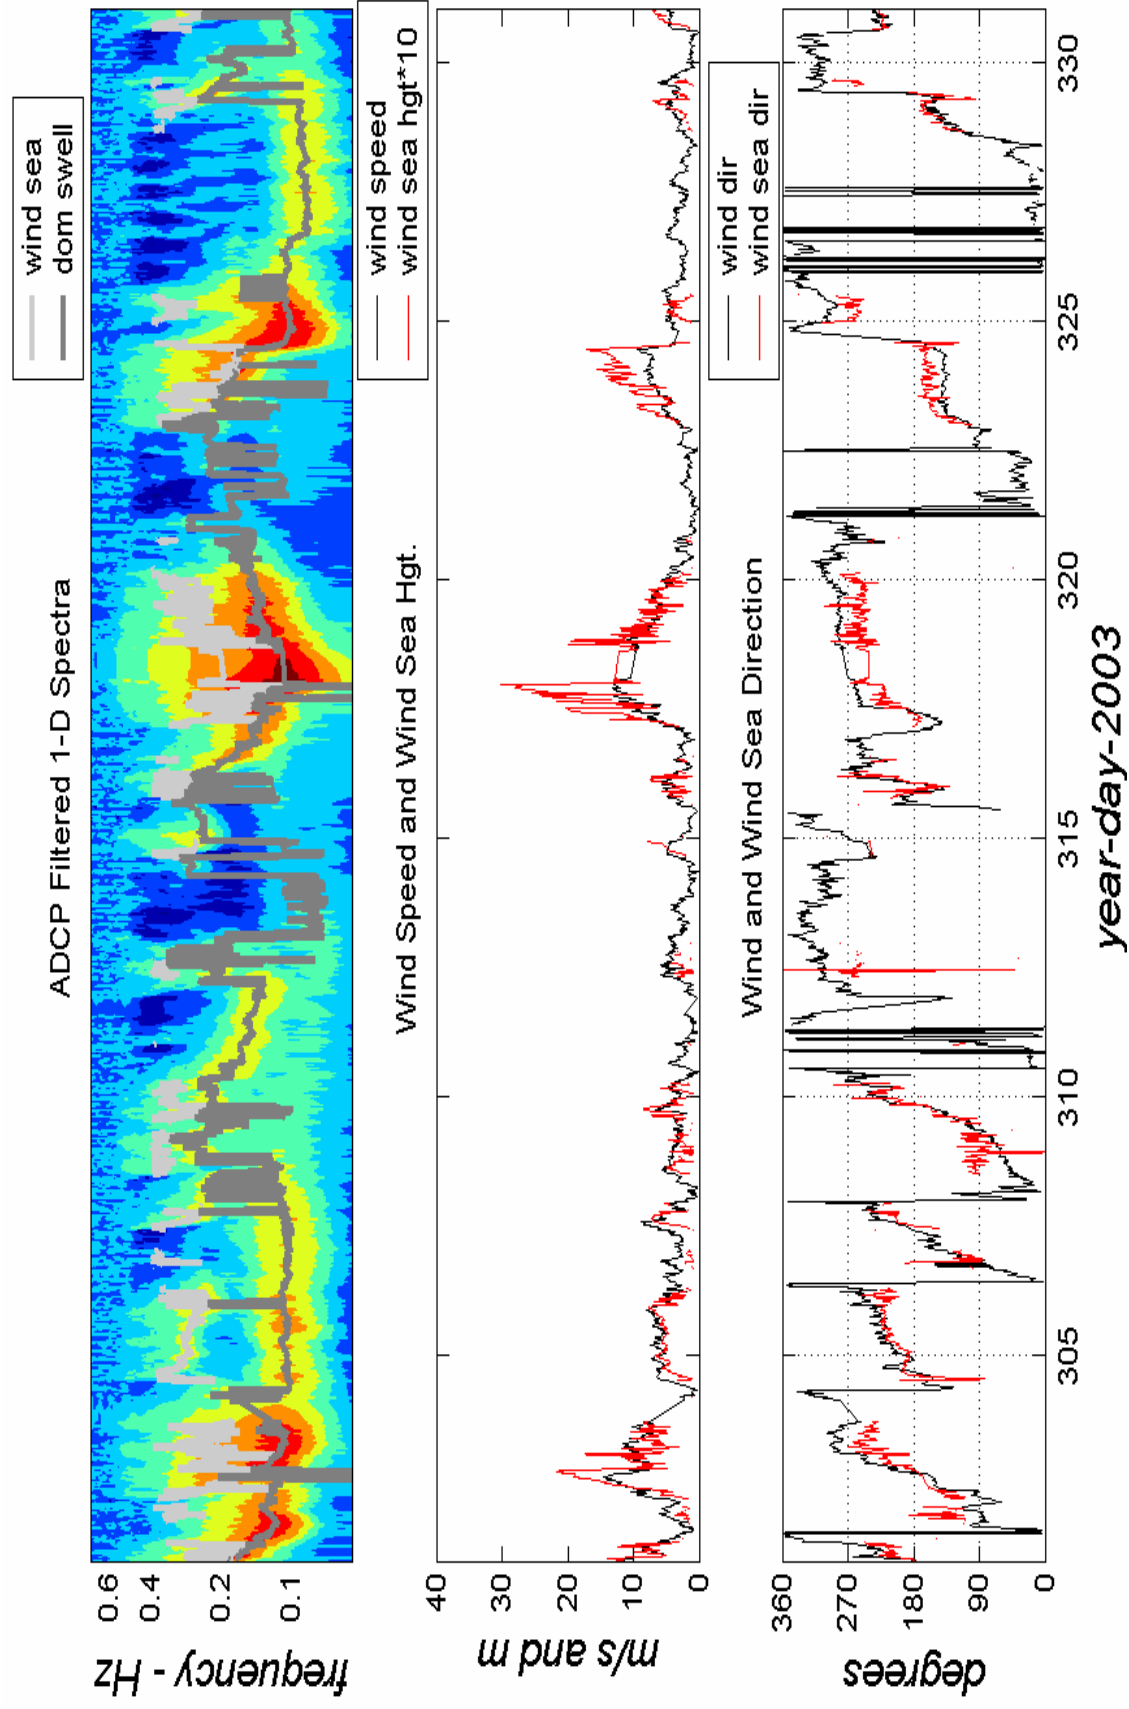 ADCP Filtered 1-D Spectra
wind sea
dom swell
0.6
0.4
0.2
0.1
frequency - Hz
Wind Speed and Wind Sea Hgt.
wind speed
wind sea hgt*10
40
30
20
10
0
m/s and m
Wind and Wind Sea Direction
wind dir
wind sea dir
360
270
180
90
0
degrees
305 310 315 320 325 330
year-day-2003